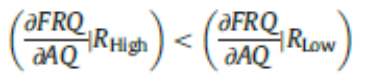 (∂FRQ/∂AQ |R_High) < (∂FRQ/∂AQ |R_Low)